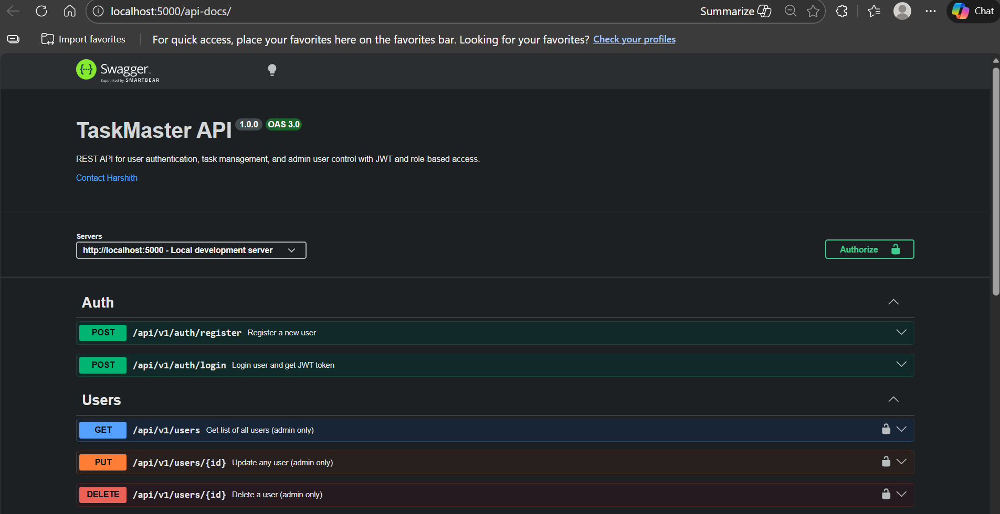 localhost:5000/api-docs/
Summarize
Chat
Import favorites
For quick access, place your favorites here on the favorites bar. Looking for your favorites? Check your profiles
{···} Swagger
Supported by SMARTBEAR
TaskMaster API 1.0.0 OAS 3.0
REST API for user authentication, task management, and admin user control with JWT and role-based access.
Contact Harshith
Servers
http://localhost:5000 - Local development server
Authorize
Auth
POST /api/v1/auth/register Register a new user
POST /api/v1/auth/login Login user and get JWT token
Users
GET /api/v1/users Get list of all users (admin only)
PUT /api/v1/users/{id} Update any user (admin only)
DELETE /api/v1/users/{id} Delete a user (admin only)